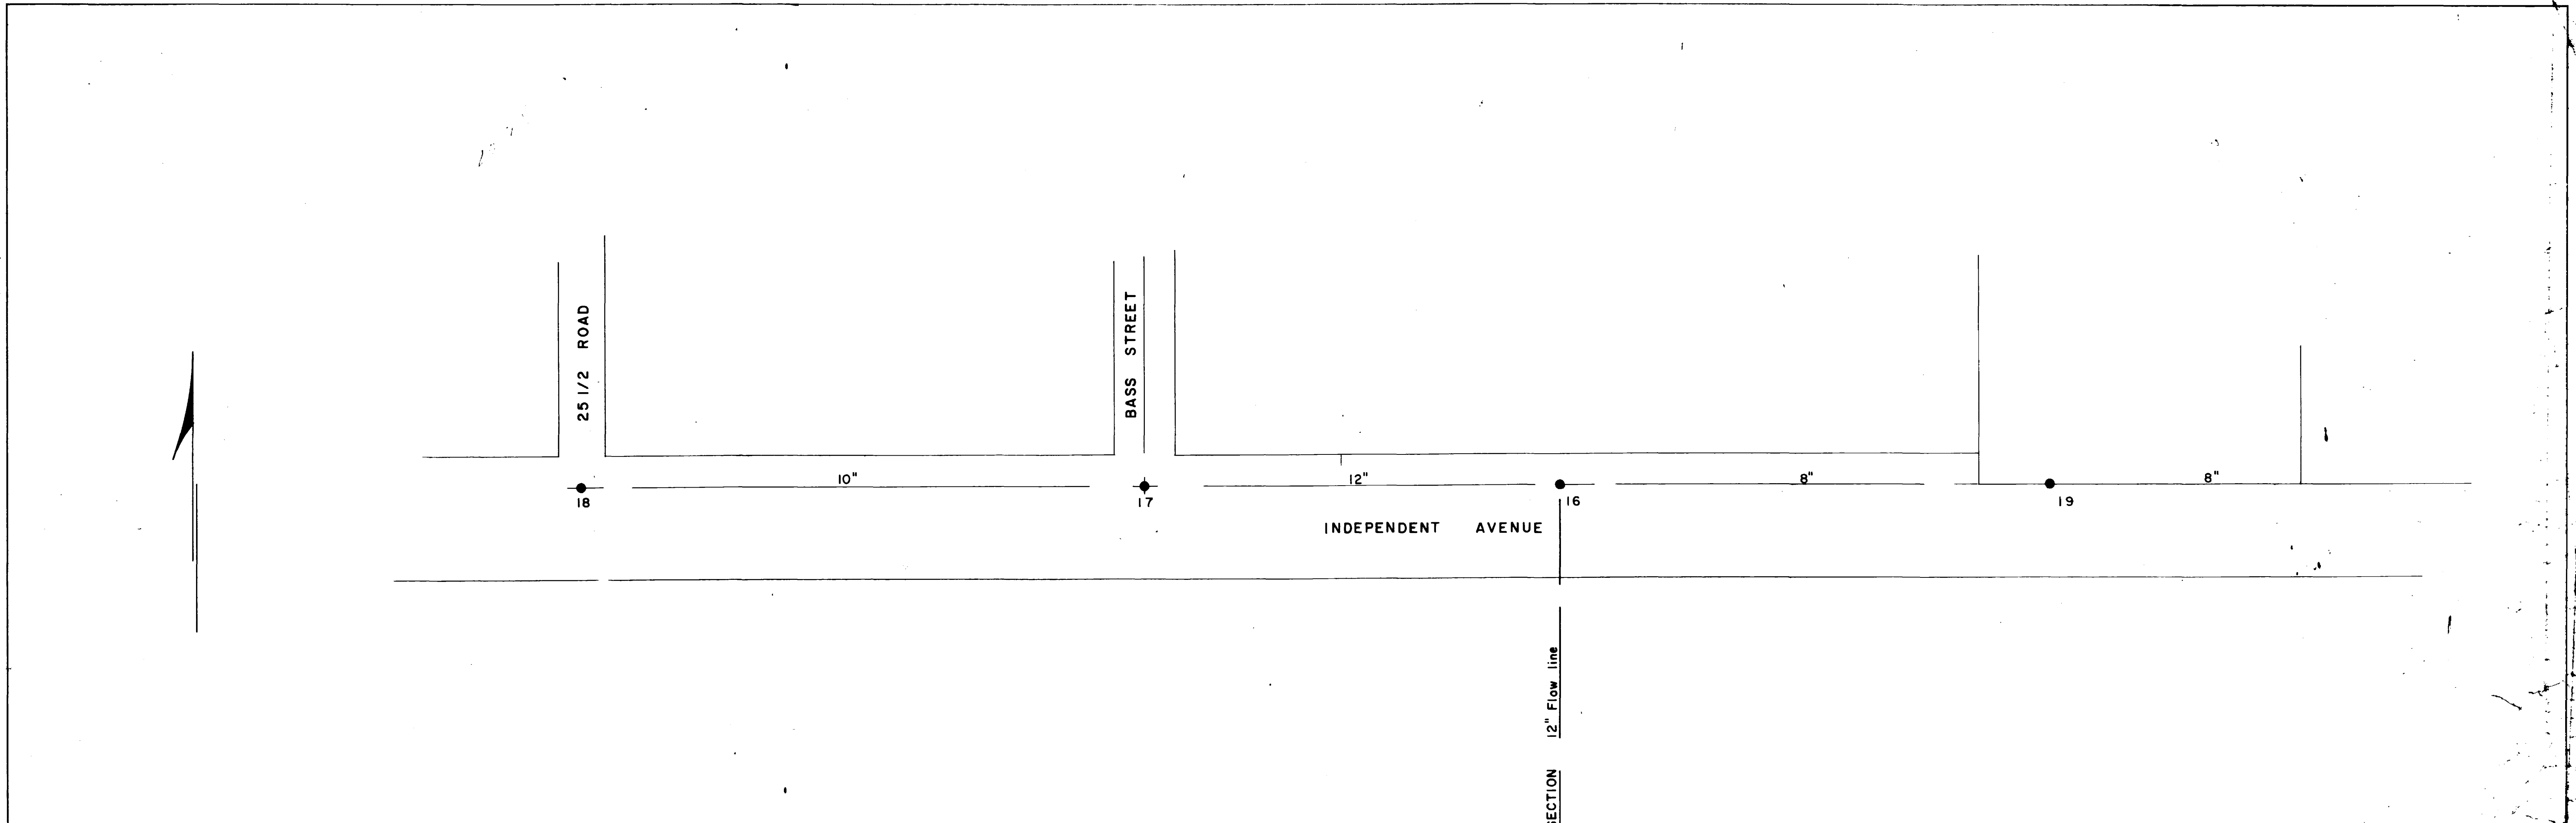 25 1/2 ROAD
BASS STREET
10"
12"
8"
8"
18
17
16
19
INDEPENDENT AVENUE
12" Flow line
SECTION